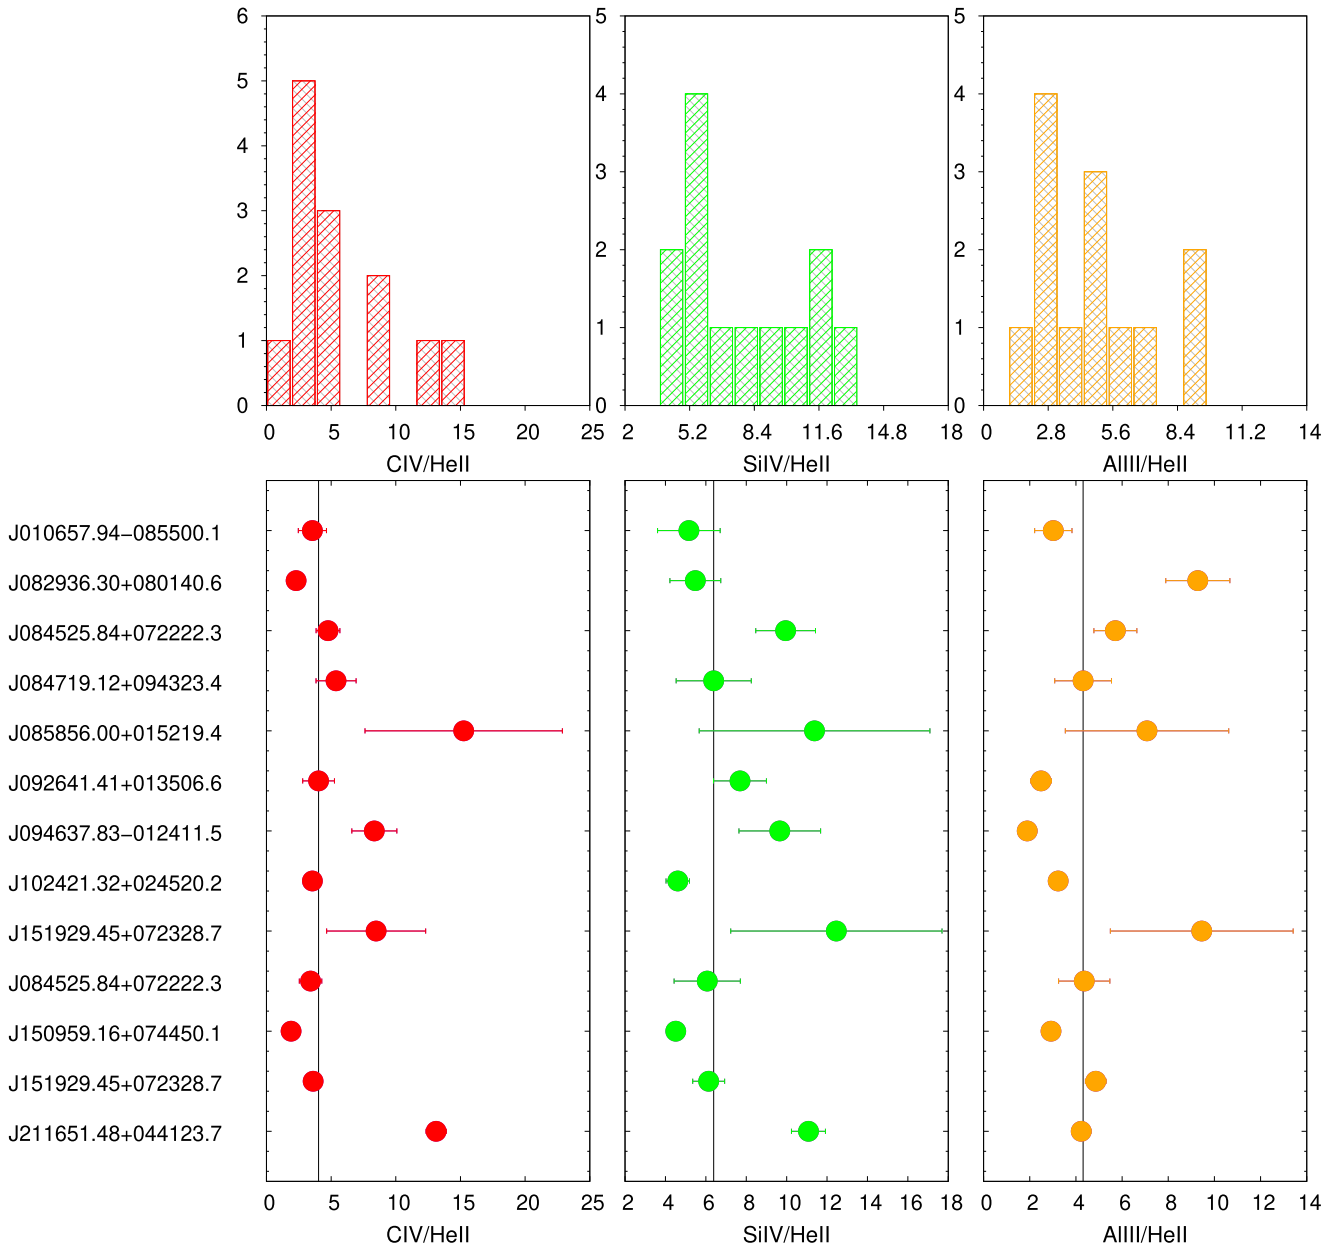 6 5 4 3 2 1 0
0 5 10 15 20 25
CIV/HeII
5 4 3 2 1 0
2 5.2 8.4 11.6 14.8 18
SiIV/HeII
5 4 3 2 1 0
0 2.8 5.6 8.4 11.2 14
AlIII/HeII
J010657.94−085500.1
J082936.30+080140.6
J084525.84+072222.3
J084719.12+094323.4
J085856.00+015219.4
J092641.41+013506.6
J094637.83−012411.5
J102421.32+024520.2
J151929.45+072328.7
J084525.84+072222.3
J150959.16+074450.1
J151929.45+072328.7
J211651.48+044123.7
0 5 10 15 20 25
CIV/HeII
2 4 6 8 10 12 14 16 18
SiIV/HeII
0 2 4 6 8 10 12 14
AlIII/HeII